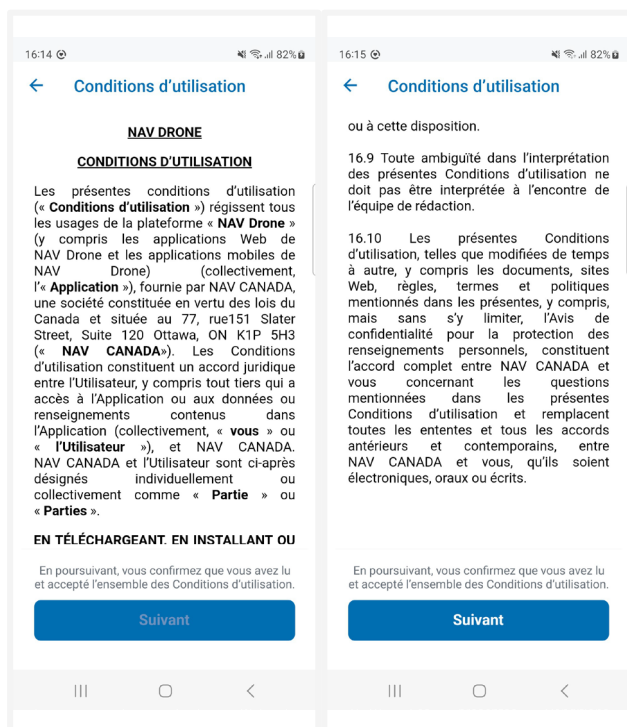 16:14
82%
Conditions d'utilisation
NAV DRONE
CONDITIONS D'UTILISATION
Les présentes conditions d'utilisation
(« Conditions d'utilisation ») régissent tous
les usages de la plateforme « NAV Drone »
(y compris les applications Web de
NAV Drone et les applications mobiles de
NAV Drone) (collectivement,
l'« Application »), fournie par NAV CANADA,
une société constituée en vertu des lois du
Canada et située au 77, rue151 Slater
Street, Suite 120 Ottawa, ON K1P 5H3
(« NAV CANADA»). Les Conditions
d'utilisation constituent un accord juridique
entre l'Utilisateur, y compris tout tiers qui a
accès à l'Application ou aux données ou
renseignements contenus dans
l'Application (collectivement, « vous » ou
« l'Utilisateur »), et NAV CANADA.
NAV CANADA et l'Utilisateur sont ci-après
désignés individuellement ou
collectivement comme « Partie » ou
« Parties ».
EN TÉLÉCHARGEANT, EN INSTALLANT OU
En poursuivant, vous confirmez que vous avez lu
et accepté l'ensemble des Conditions d'utilisation.
Suivant
16:15
82%
Conditions d'utilisation
ou à cette disposition.
16.9 Toute ambiguïté dans l'interprétation
des présentes Conditions d'utilisation ne
doit pas être interprétée à l'encontre de
l'équipe de rédaction.
16.10 Les présentes Conditions
d'utilisation, telles que modifiées de temps
à autre, y compris les documents, sites
Web, règles, termes et politiques
mentionnés dans les présentes, y compris,
mais sans s'y limiter, l'Avis de
confidentialité pour la protection des
renseignements personnels, constituent
l'accord complet entre NAV CANADA et
vous concernant les questions
mentionnées dans les présentes
Conditions d'utilisation et remplacent
toutes les ententes et tous les accords
antérieurs et contemporains, entre
NAV CANADA et vous, qu'ils soient
électroniques, oraux ou écrits.
En poursuivant, vous confirmez que vous avez lu
et accepté l'ensemble des Conditions d'utilisation.
Suivant